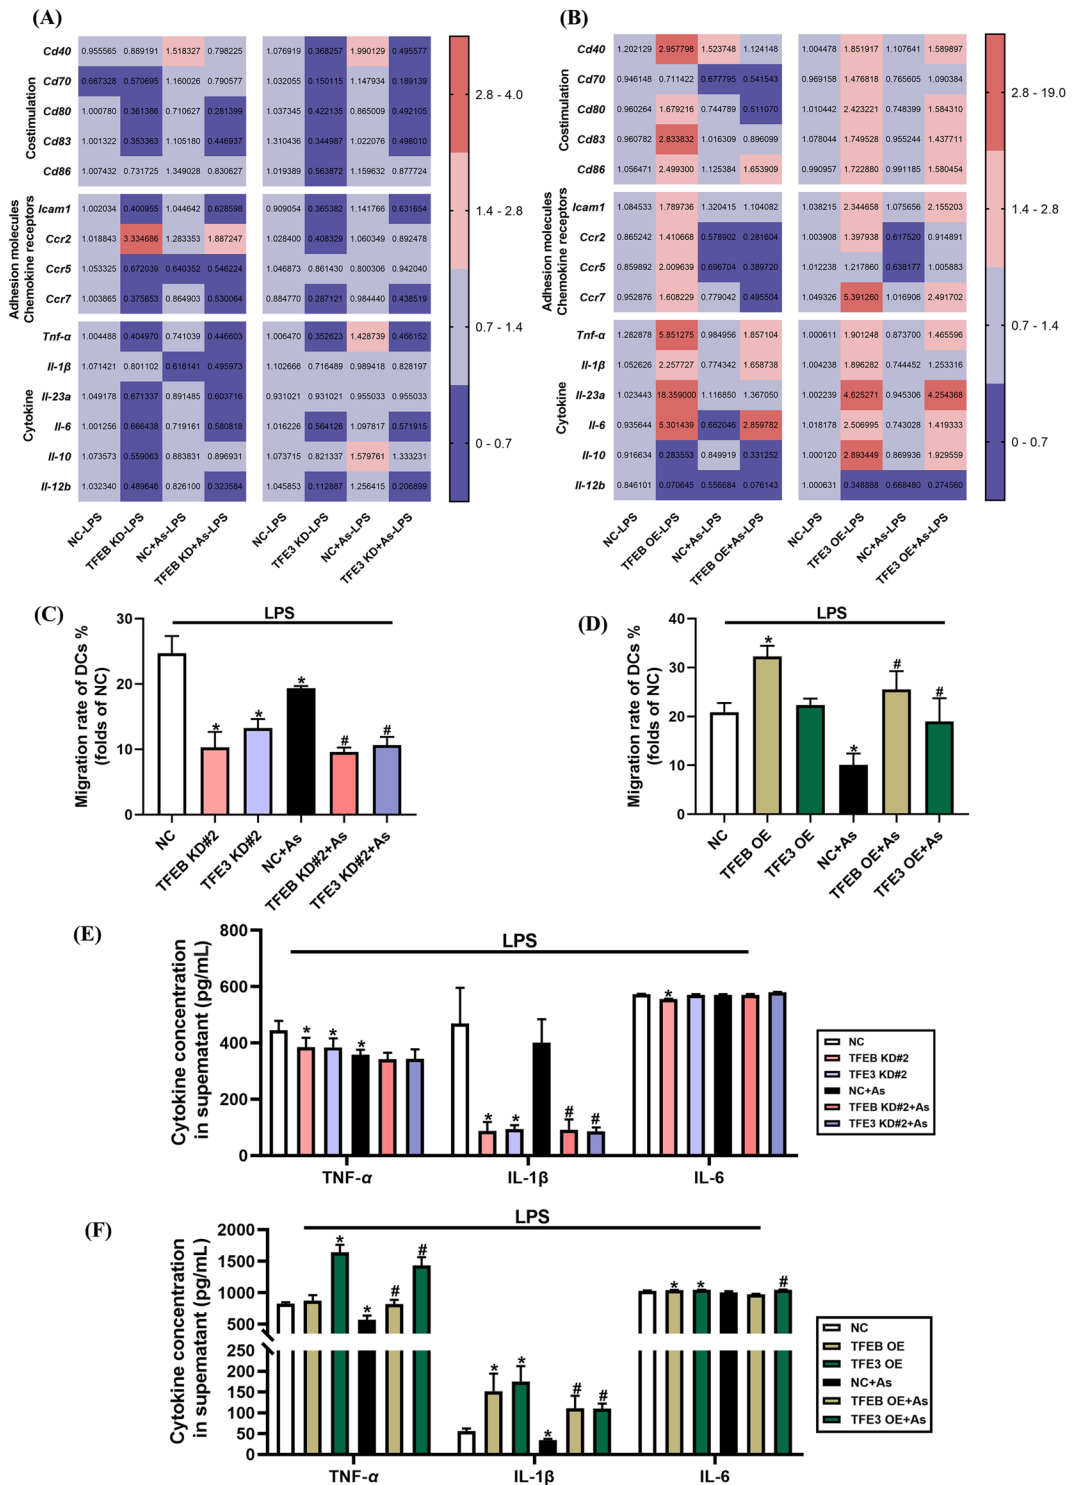 (A)
Costimulation
Cd40 0.955565 0.889191 1.518327 0.798225 1.076919 0.368257 1.990129 0.495577
Cd70 0.667328 0.570695 1.160026 0.790577 1.032055 0.150115 1.147934 0.189139
Cd80 1.000780 0.361386 0.710627 0.281399 1.037345 0.422135 0.865009 0.492105
Cd83 1.001322 0.353363 1.105180 0.446937 1.310436 0.344987 1.022076 0.498010
Cd86 1.007432 0.731725 1.349028 0.830627 1.019389 0.563872 1.159632 0.877724
Adhesion molecules
Chemokine receptors
Icam1 1.002034 0.400955 1.044642 0.628598 0.909054 0.365382 1.141766 0.631654
Ccr2 1.018843 3.334686 1.283353 1.887247 1.028400 0.408329 1.060349 0.892478
Ccr5 1.053325 0.672039 0.640352 0.546224 1.046873 0.861430 0.800306 0.942040
Ccr7 1.003865 0.375653 0.864903 0.530064 0.884770 0.287121 0.984440 0.438519
Cytokine
Tnf-α 1.004488 0.404970 0.741039 0.446603 1.006470 0.352623 1.428739 0.466152
Il-1β 1.071421 0.801102 0.616141 0.495973 1.102666 0.716489 0.989418 0.828197
Il-23a 1.049178 0.671337 0.891485 0.603716 0.931021 0.931021 0.955033 0.955033
Il-6 1.001256 0.666438 0.719161 0.580818 1.016226 0.564126 1.097817 0.571915
Il-10 1.073573 0.559063 0.883831 0.896931 1.073715 0.821337 1.579761 1.333231
Il-12b 1.032340 0.489646 0.826100 0.323584 1.045853 0.112887 1.256415 0.206899
NC-LPS
TFEB KD-LPS
NC+As-LPS
TFEB KD+As-LPS
NC-LPS
TFE3 KD-LPS
NC+As-LPS
TFE3 KD+As-LPS
2.8 - 4.0
1.4 - 2.8
0.7 - 1.4
0 - 0.7
(B)
Costimulation
Cd40 1.202129 2.957798 1.523748 1.124148 1.004478 1.851917 1.107641 1.589897
Cd70 0.946148 0.711422 0.677795 0.541543 0.969158 1.476818 0.765605 1.090384
Cd80 0.960264 1.679216 0.744789 0.511070 1.010442 2.423221 0.748399 1.584310
Cd83 0.960782 2.833832 1.016309 0.896099 1.078044 1.749528 0.955244 1.437711
Cd86 1.056471 2.499300 1.125384 1.653909 0.990957 1.722880 0.991185 1.580454
Adhesion molecules
Chemokine receptors
Icam1 1.084533 1.789736 1.320415 1.104082 1.038215 2.344658 1.075656 2.155203
Ccr2 0.865242 1.410668 0.578902 0.281604 1.003908 1.397938 0.617520 0.914891
Ccr5 0.859892 2.009639 0.696704 0.389720 1.012238 1.217860 0.638177 1.005883
Ccr7 0.952876 1.608229 0.779042 0.495504 1.049326 5.391260 1.016906 2.491702
Cytokine
Tnf-α 1.282878 5.851275 0.984956 1.857104 1.000611 1.901248 0.873700 1.465596
Il-1β 1.052626 2.257727 0.774342 1.658738 1.004238 1.896282 0.744452 1.253316
Il-23a 1.023443 18.359000 1.116850 1.367050 1.002239 4.625271 0.945306 4.254368
Il-6 0.935644 5.301439 0.662046 2.859782 1.018178 2.506995 0.743028 1.419333
Il-10 0.916634 0.283553 0.849919 0.331252 1.000120 2.893449 0.869936 1.929559
Il-12b 0.846101 0.070645 0.556684 0.076143 1.000631 0.348888 0.668480 0.274560
NC-LPS
TFEB OE-LPS
NC+As-LPS
TFEB OE+As-LPS
NC-LPS
TFE3 OE-LPS
NC+As-LPS
TFE3 OE+As-LPS
2.8 - 19.0
1.4 - 2.8
0.7 - 1.4
0 - 0.7
(C)
LPS
Migration rate of DCs %
(folds of NC)
30
20
10
0
* * * # #
NC
TFEB KD#2
TFE3 KD#2
NC+As
TFEB KD#2+As
TFE3 KD#2+As
(D)
LPS
Migration rate of DCs %
(folds of NC)
40
30
20
10
0
* * # #
NC
TFEB OE
TFE3 OE
NC+As
TFEB OE+As
TFE3 OE+As
(E)
LPS
Cytokine concentration
in supematant (pg/mL)
800
600
400
200
0
* * * * * # # *
TNF-α IL-1β IL-6
NC
TFEB KD#2
TFE3 KD#2
NC+As
TFEB KD#2+As
TFE3 KD#2+As
(F)
LPS
Cytokine concentration
in supematant (pg/mL)
2000
1500
1000
500
250
200
150
100
50
0
* * # # * * * # # * * #
TNF-α IL-1β IL-6
NC
TFEB OE
TFE3 OE
NC+As
TFEB OE+As
TFE3 OE+As